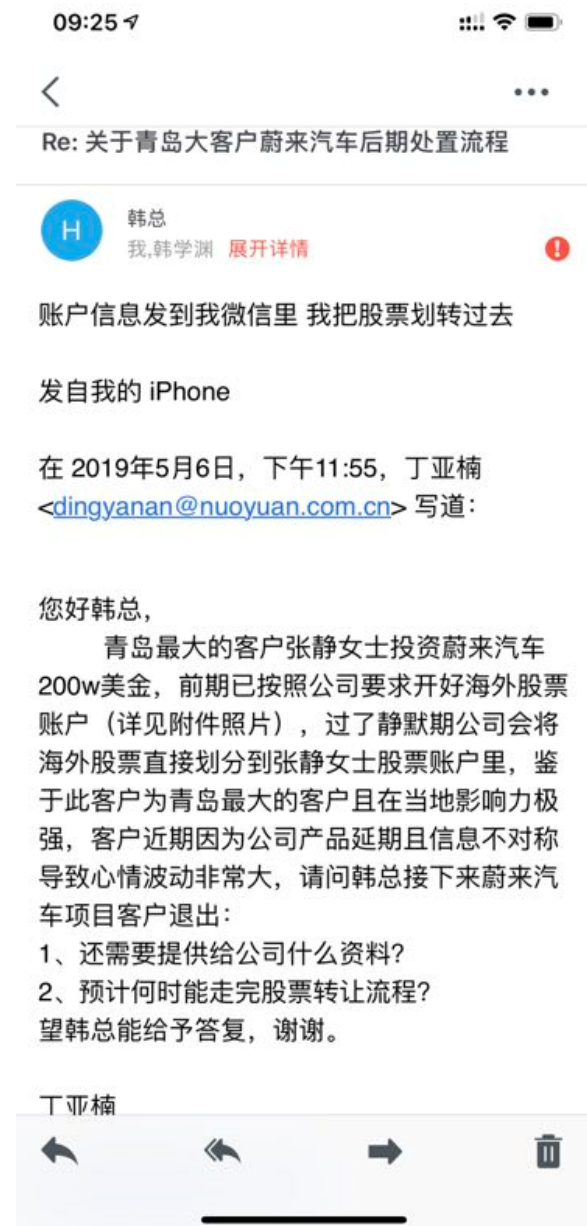 09:25
Re: 关于青岛大客户蔚来汽车后期处置流程
H
韩总
我,韩学渊 展开详情
账户信息发到我微信里 我把股票划转过去
发自我的 iPhone
在 2019年5月6日，下午11:55，丁亚楠
<dingyanan@nuoyuan.com.cn> 写道：
您好韩总，
青岛最大的客户张静女士投资蔚来汽车
200w美金，前期已按照公司要求开好海外股票
账户（详见附件照片），过了静默期公司会将
海外股票直接划分到张静女士股票账户里，鉴
于此客户为青岛最大的客户且在当地影响力极
强，客户近期因为公司产品延期且信息不对称
导致心情波动非常大，请问韩总接下来蔚来汽
车项目客户退出：
1、还需要提供给公司什么资料？
2、预计何时能走完股票转让流程？
望韩总能给予答复，谢谢。
丁亚楠